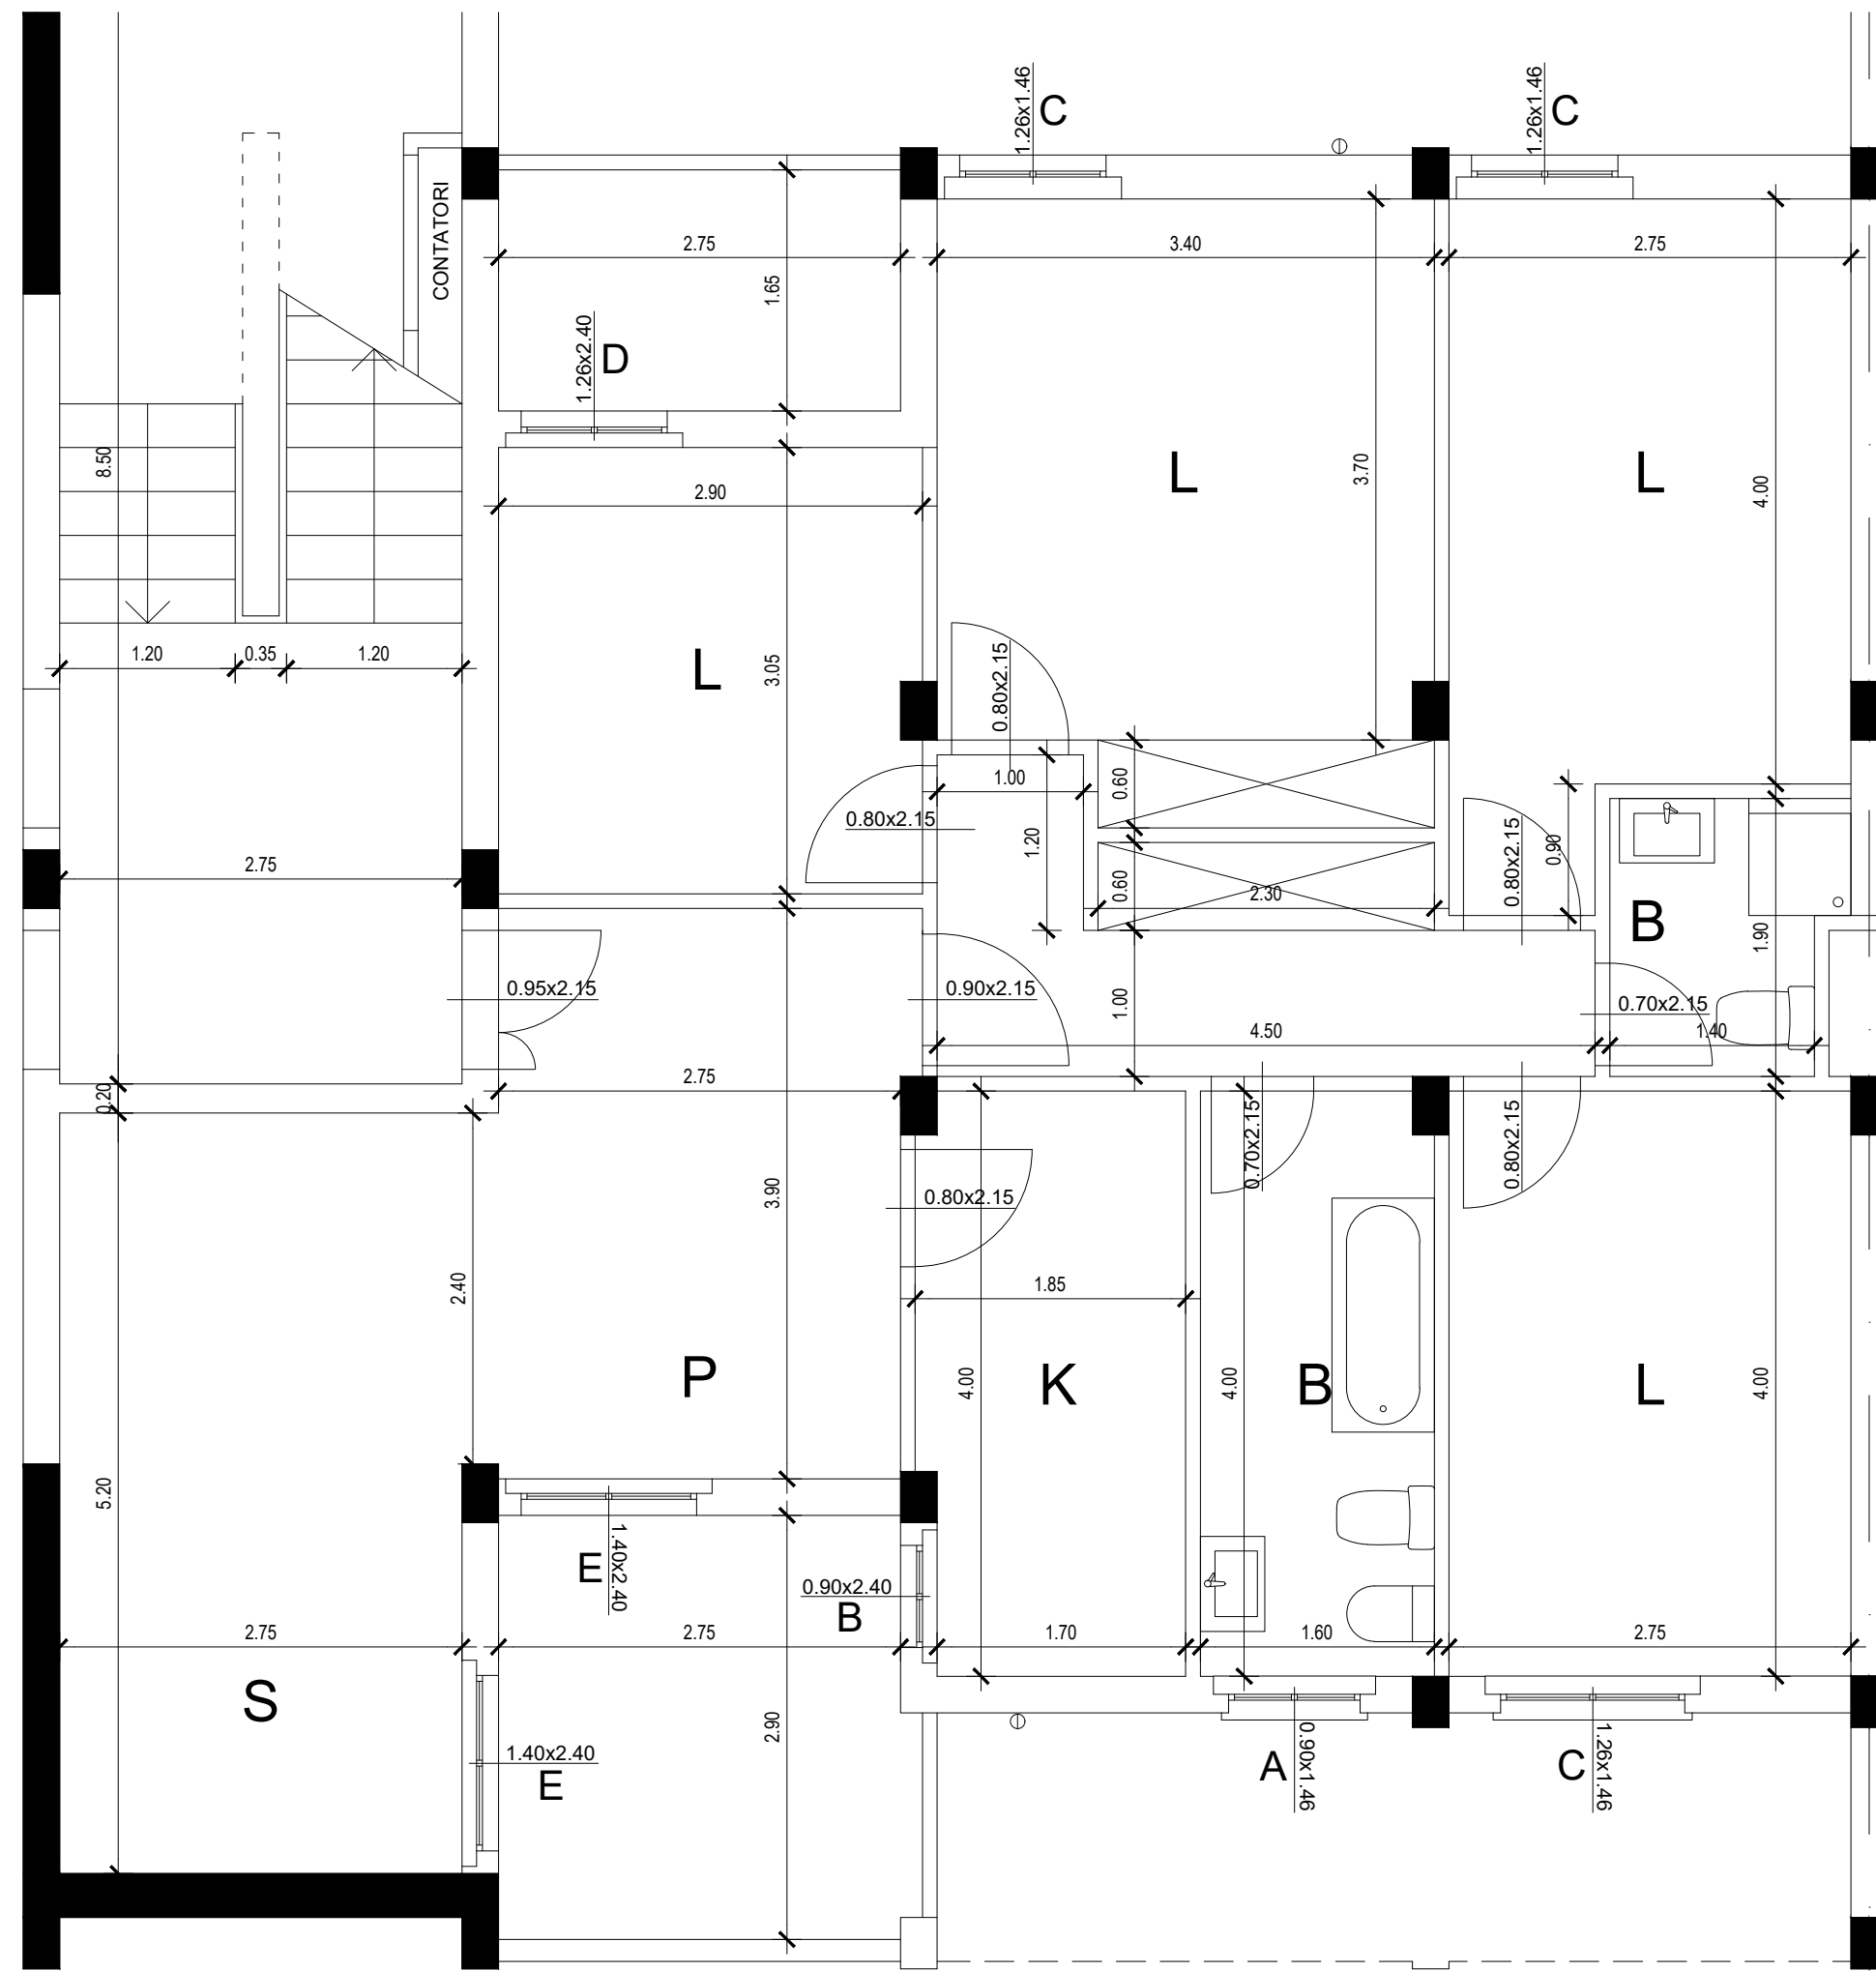 1.26x1.46
C
1.26x1.46
C
CONTATORI
2.75
3.40
2.75
1.65
1.26x2.40
D
8.50
L
3.70
L
4.00
2.90
1.20
0.35
1.20
L
3.05
0.80x2.15
1.00
0.60
0.80x2.15
1.20
0.80x2.15
0.90
2.75
0.60
2.30
B
1.90
0.95x2.15
0.90x2.15
1.00
0.70x2.15
4.50
1.40
0.20
2.75
0.70x2.15
0.80x2.15
3.90
0.80x2.15
2.40
1.85
P
4.00
K
4.00
B
L
4.00
5.20
E
1.40x2.40
0.90x2.40
B
2.75
2.75
1.70
1.60
2.75
S
2.90
1.40x2.40
E
A
0.90x1.46
C
1.26x1.46